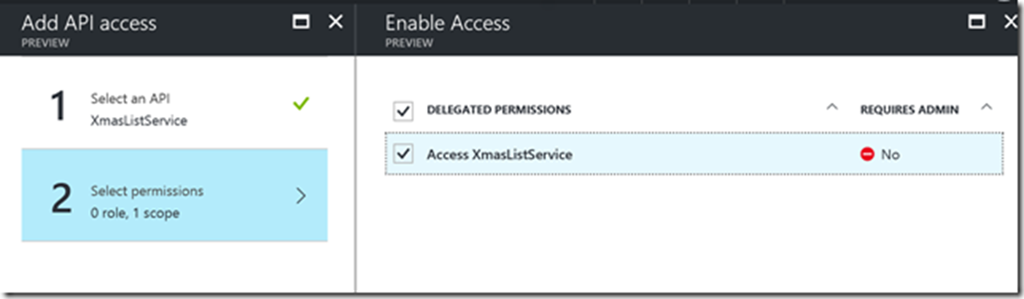 Add API access
PREVIEW
1
Select an API
XmasListService
2
Select permissions
0 role, 1 scope
Enable Access
PREVIEW
DELEGATED PERMISSIONS
REQUIRES ADMIN
Access XmasListService
No